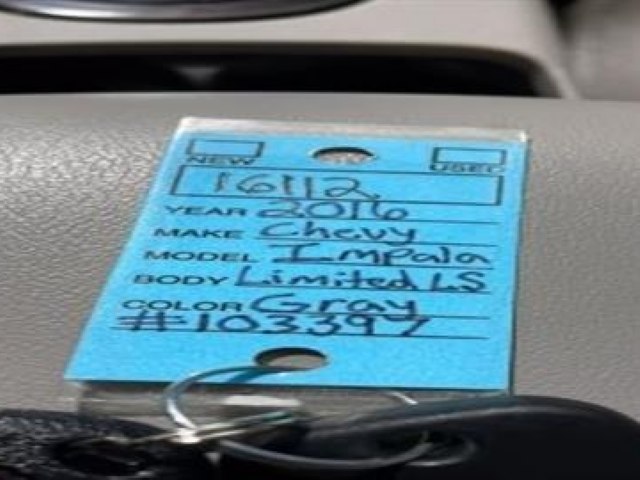 NEW USED
16112
YEAR 2016
MAKE Chevy
MODEL Impala
BODY Limited LS
COLOR Gray
#103397